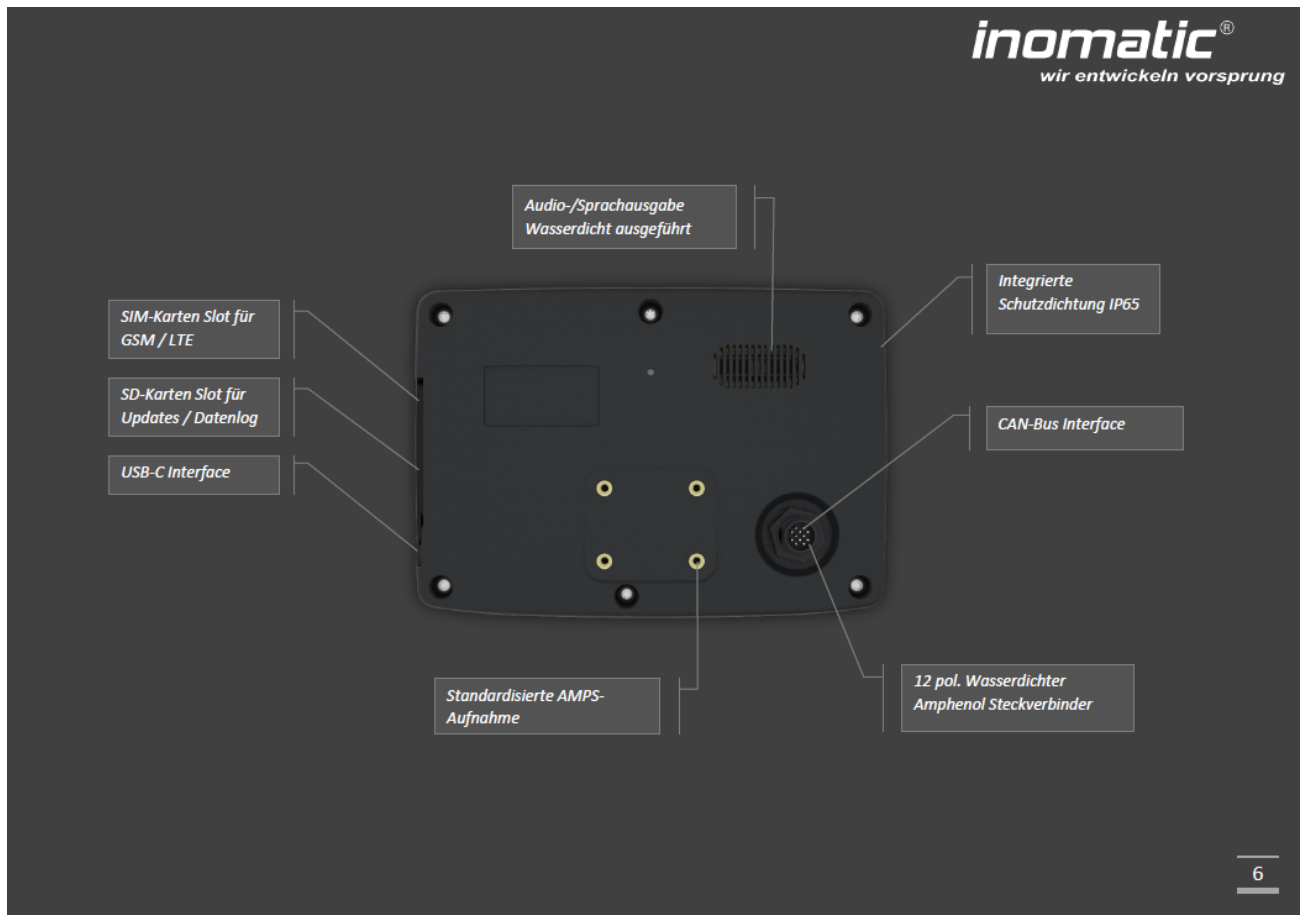 inomatic®
wir entwickeln vorsprung
Audio-/Sprachausgabe
Wasserdicht ausgeführt
Integrierte
Schutzdichtung IP65
SIM-Karten Slot für
GSM / LTE
SD-Karten Slot für
Updates / Datenlog
CAN-Bus Interface
USB-C Interface
Standardisierte AMPS-
Aufnahme
12 pol. Wasserdichter
Amphenol Steckverbinder
6